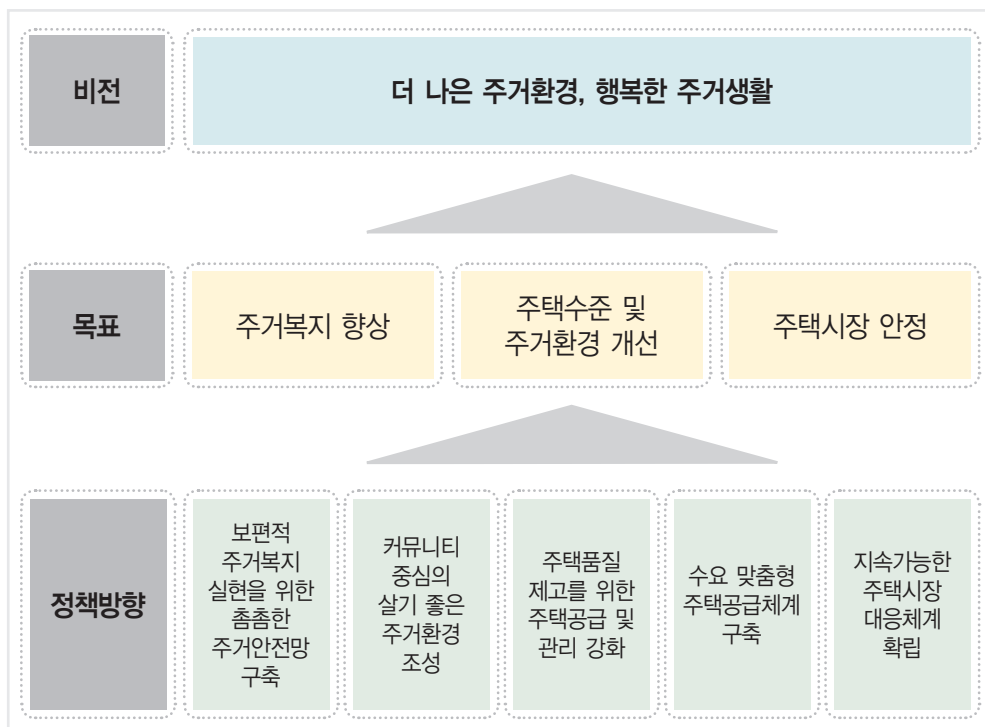 비전
더 나은 주거환경, 행복한 주거생활
목표
주거복지 향상
주택수준 및
주거환경 개선
주택시장 안정
정책방향
보편적
주거복지
실현을 위한
촘촘한
주거안전망
구축
커뮤니티
중심의
살기 좋은
주거환경
조성
주택품질
제고를 위한
주택공급 및
관리 강화
수요 맞춤형
주택공급체계
구축
지속가능한
주택시장
대응체계
확립